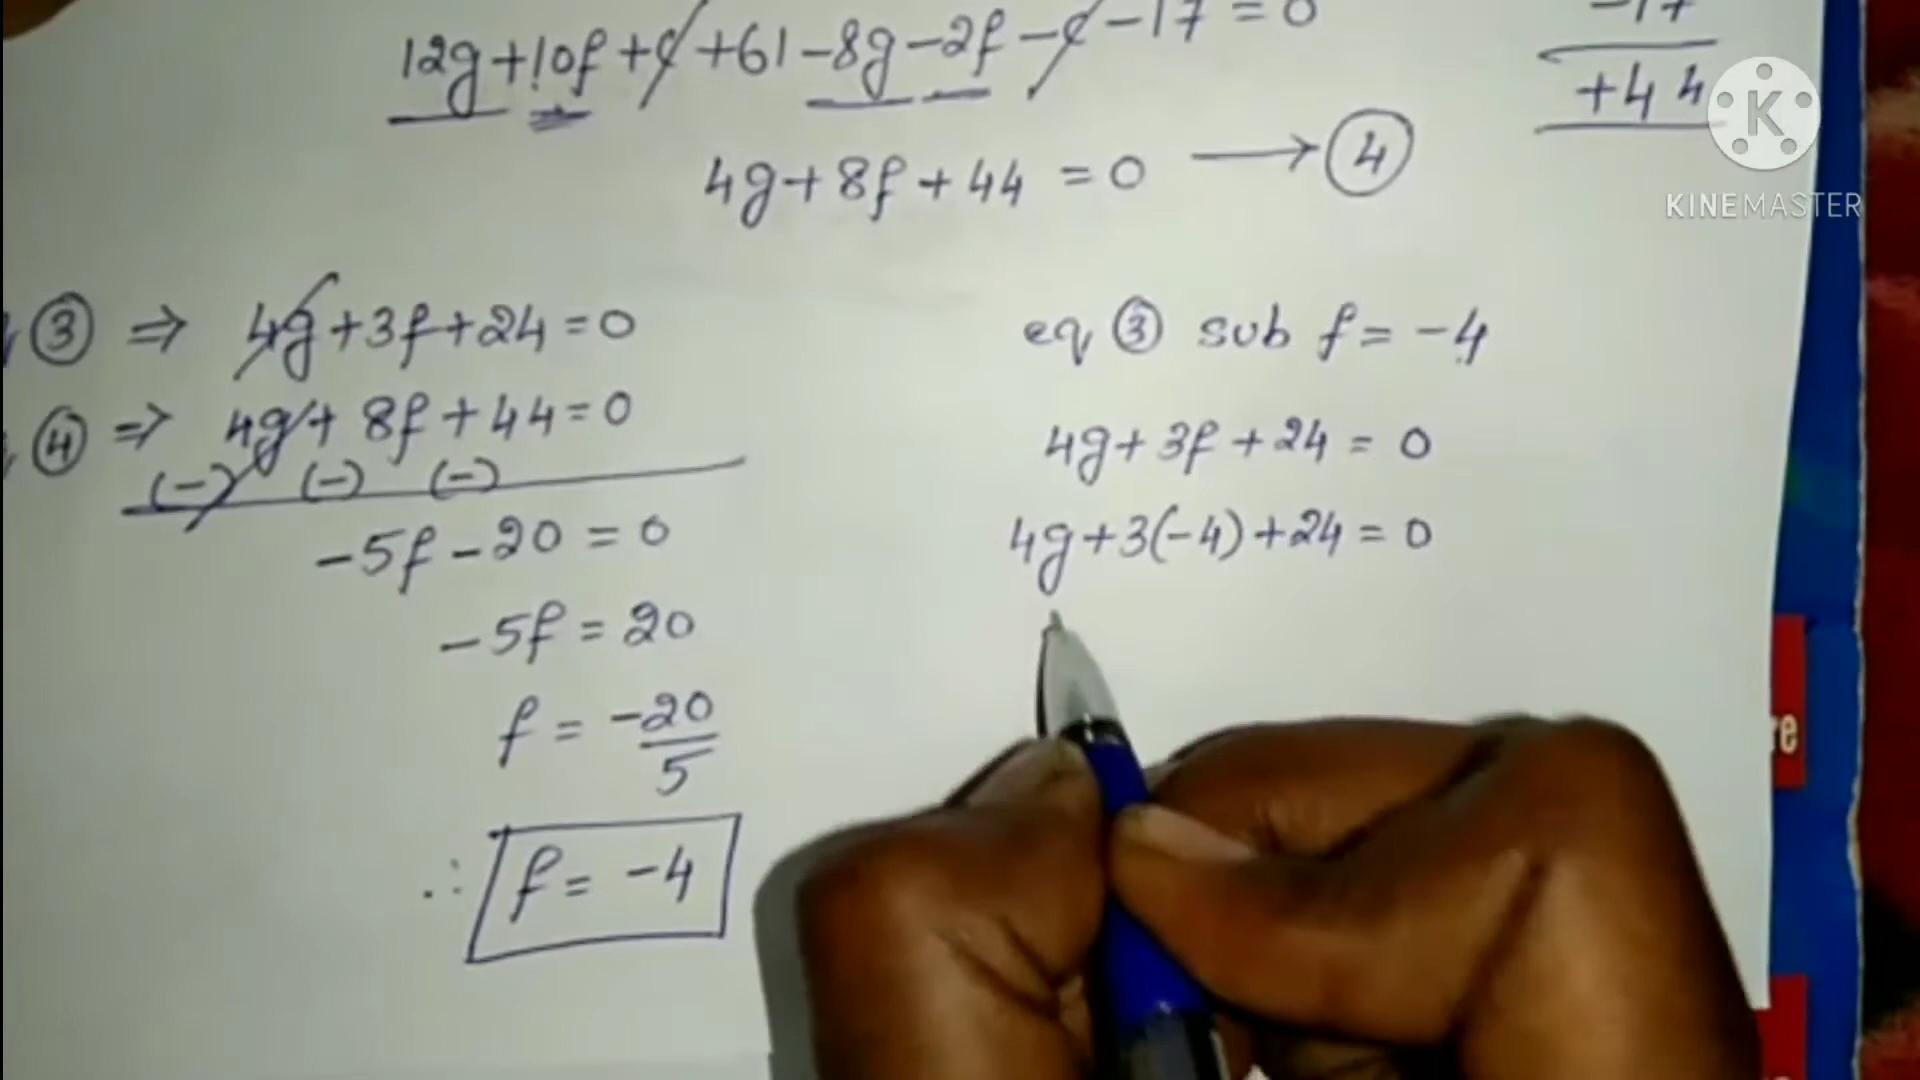 12g+10f+c+61-8g-2f-c-17=0
-17
+44
4g+8f+44=0 → ④
K
KINEMASTER
③ ⇒ 4g+3f+24=0
④ ⇒ 4g+8f+44=0
(-) (-) (-)
-5f-20=0
-5f=20
f = -20/5
∴ f = -4
eq ③ sub f = -4
4g+3f+24=0
4g+3(-4)+24=0
re